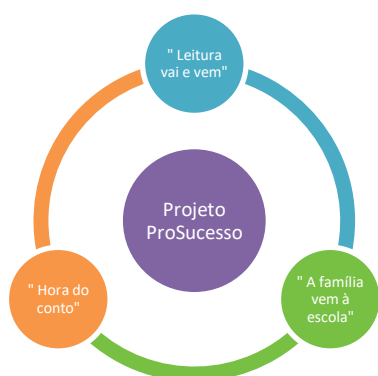 " Leitura
vai e vem"
Projeto
ProSucesso
" Hora do
conto"
" A família
vem à
escola"